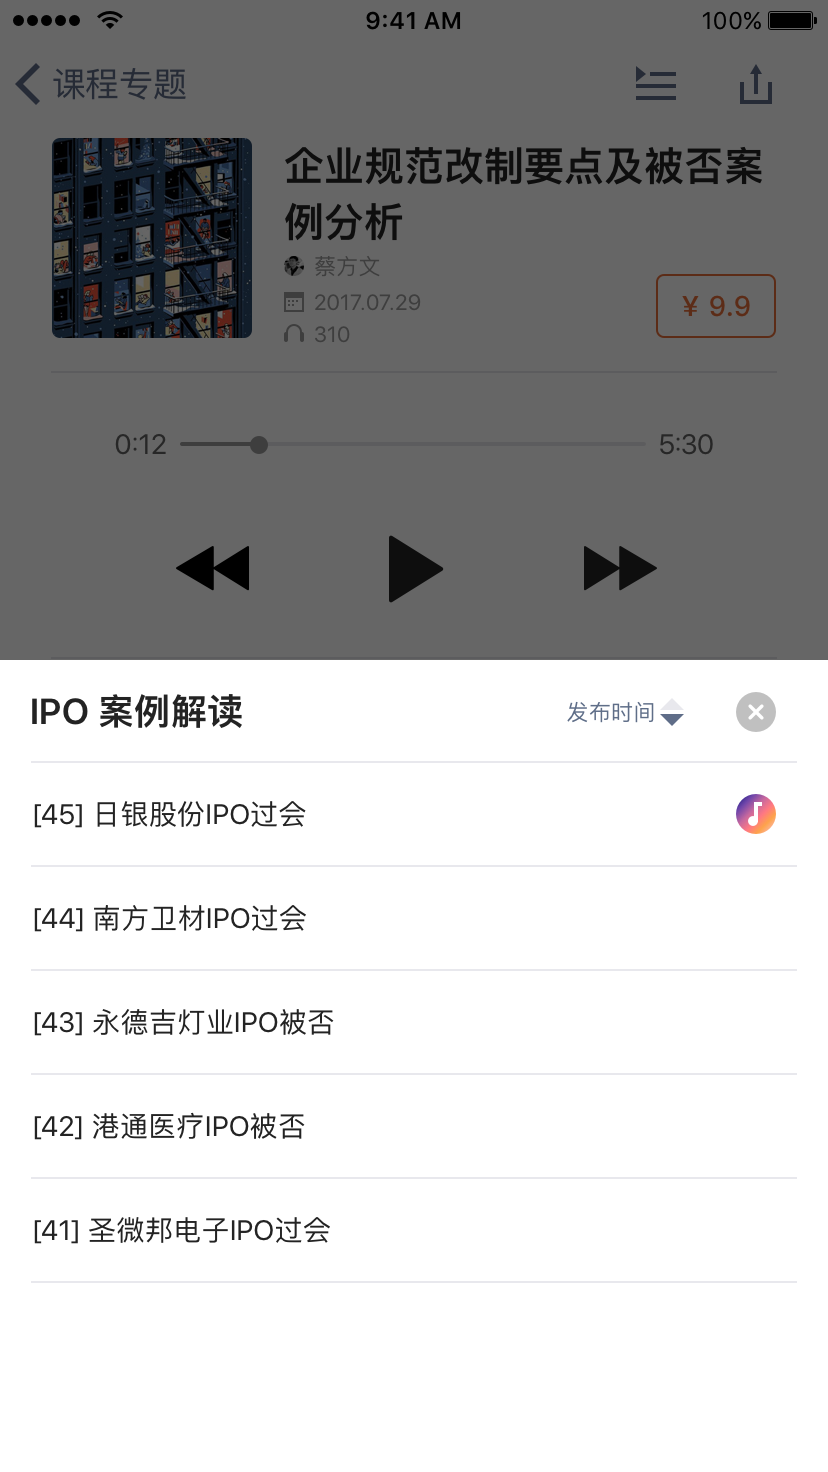 9:41 AM
100%
课程专题
企业规范改制要点及被否案
例分析
蔡方文
2017.07.29
310
¥ 9.9
0:12
5:30
IPO 案例解读
发布时间
[45] 日银股份IPO过会
[44] 南方卫材IPO过会
[43] 永德吉灯业IPO被否
[42] 港通医疗IPO被否
[41] 圣微邦电子IPO过会